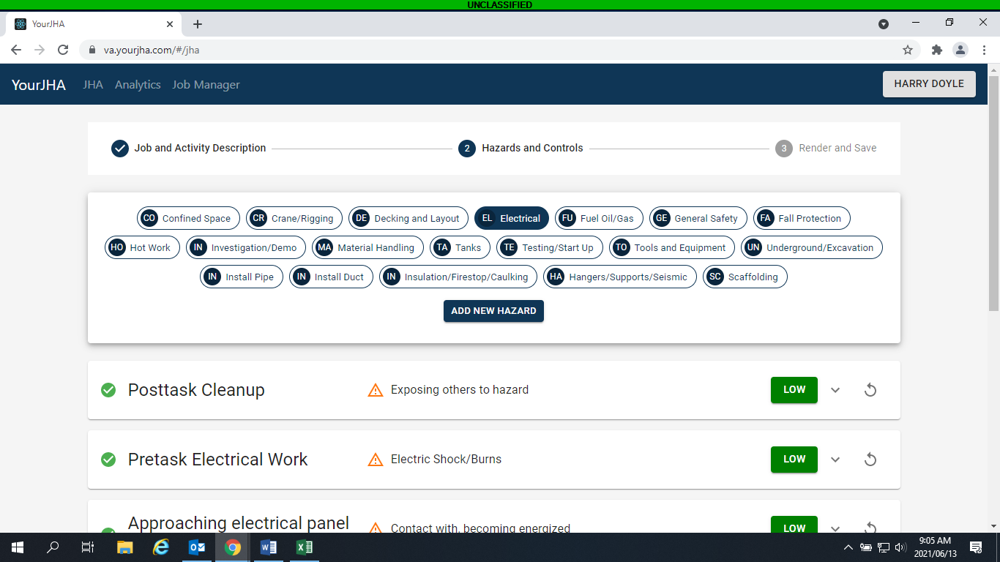 UNCLASSIFIED
YourJHA
va.yourjha.com/#/jha
YourJHA JHA Analytics Job Manager HARRY DOYLE
Job and Activity Description 2 Hazards and Controls 3 Render and Save
CO Confined Space CR Crane/Rigging DE Decking and Layout EL Electrical FU Fuel Oil/Gas GE General Safety FA Fall Protection
HO Hot Work IN Investigation/Demo MA Material Handling TA Tanks TE Testing/Start Up TO Tools and Equipment UN Underground/Excavation
IN Install Pipe IN Install Duct IN Insulation/Firestop/Caulking HA Hangers/Supports/Seismic SC Scaffolding
ADD NEW HAZARD
Posttask Cleanup Exposing others to hazard LOW
Pretask Electrical Work Electric Shock/Burns LOW
Approaching electrical panel Contact with, becoming energized LOW
9:05 AM
2021/06/13